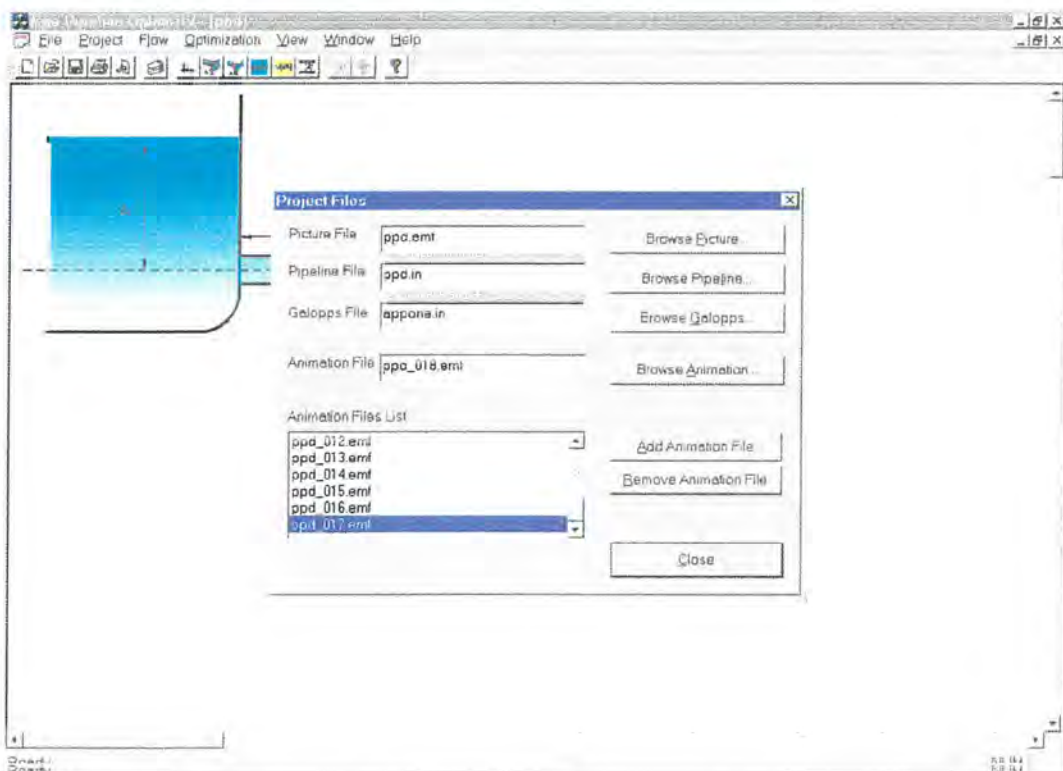 File Project Flow Optimization View Window Help
Project Files
Picture File ppd.emf Browse Picture...
Pipeline File ppd.in Browse Pipeline...
Galopps File appone.in Browse Galopps...
Animation File ppd_018.emf Browse Animation...
Animation Files List
ppd_012.emf
ppd_013.emf
ppd_014.emf
ppd_015.emf
ppd_016.emf
ppd_017.emf
Add Animation File
Remove Animation File
Close
Ready